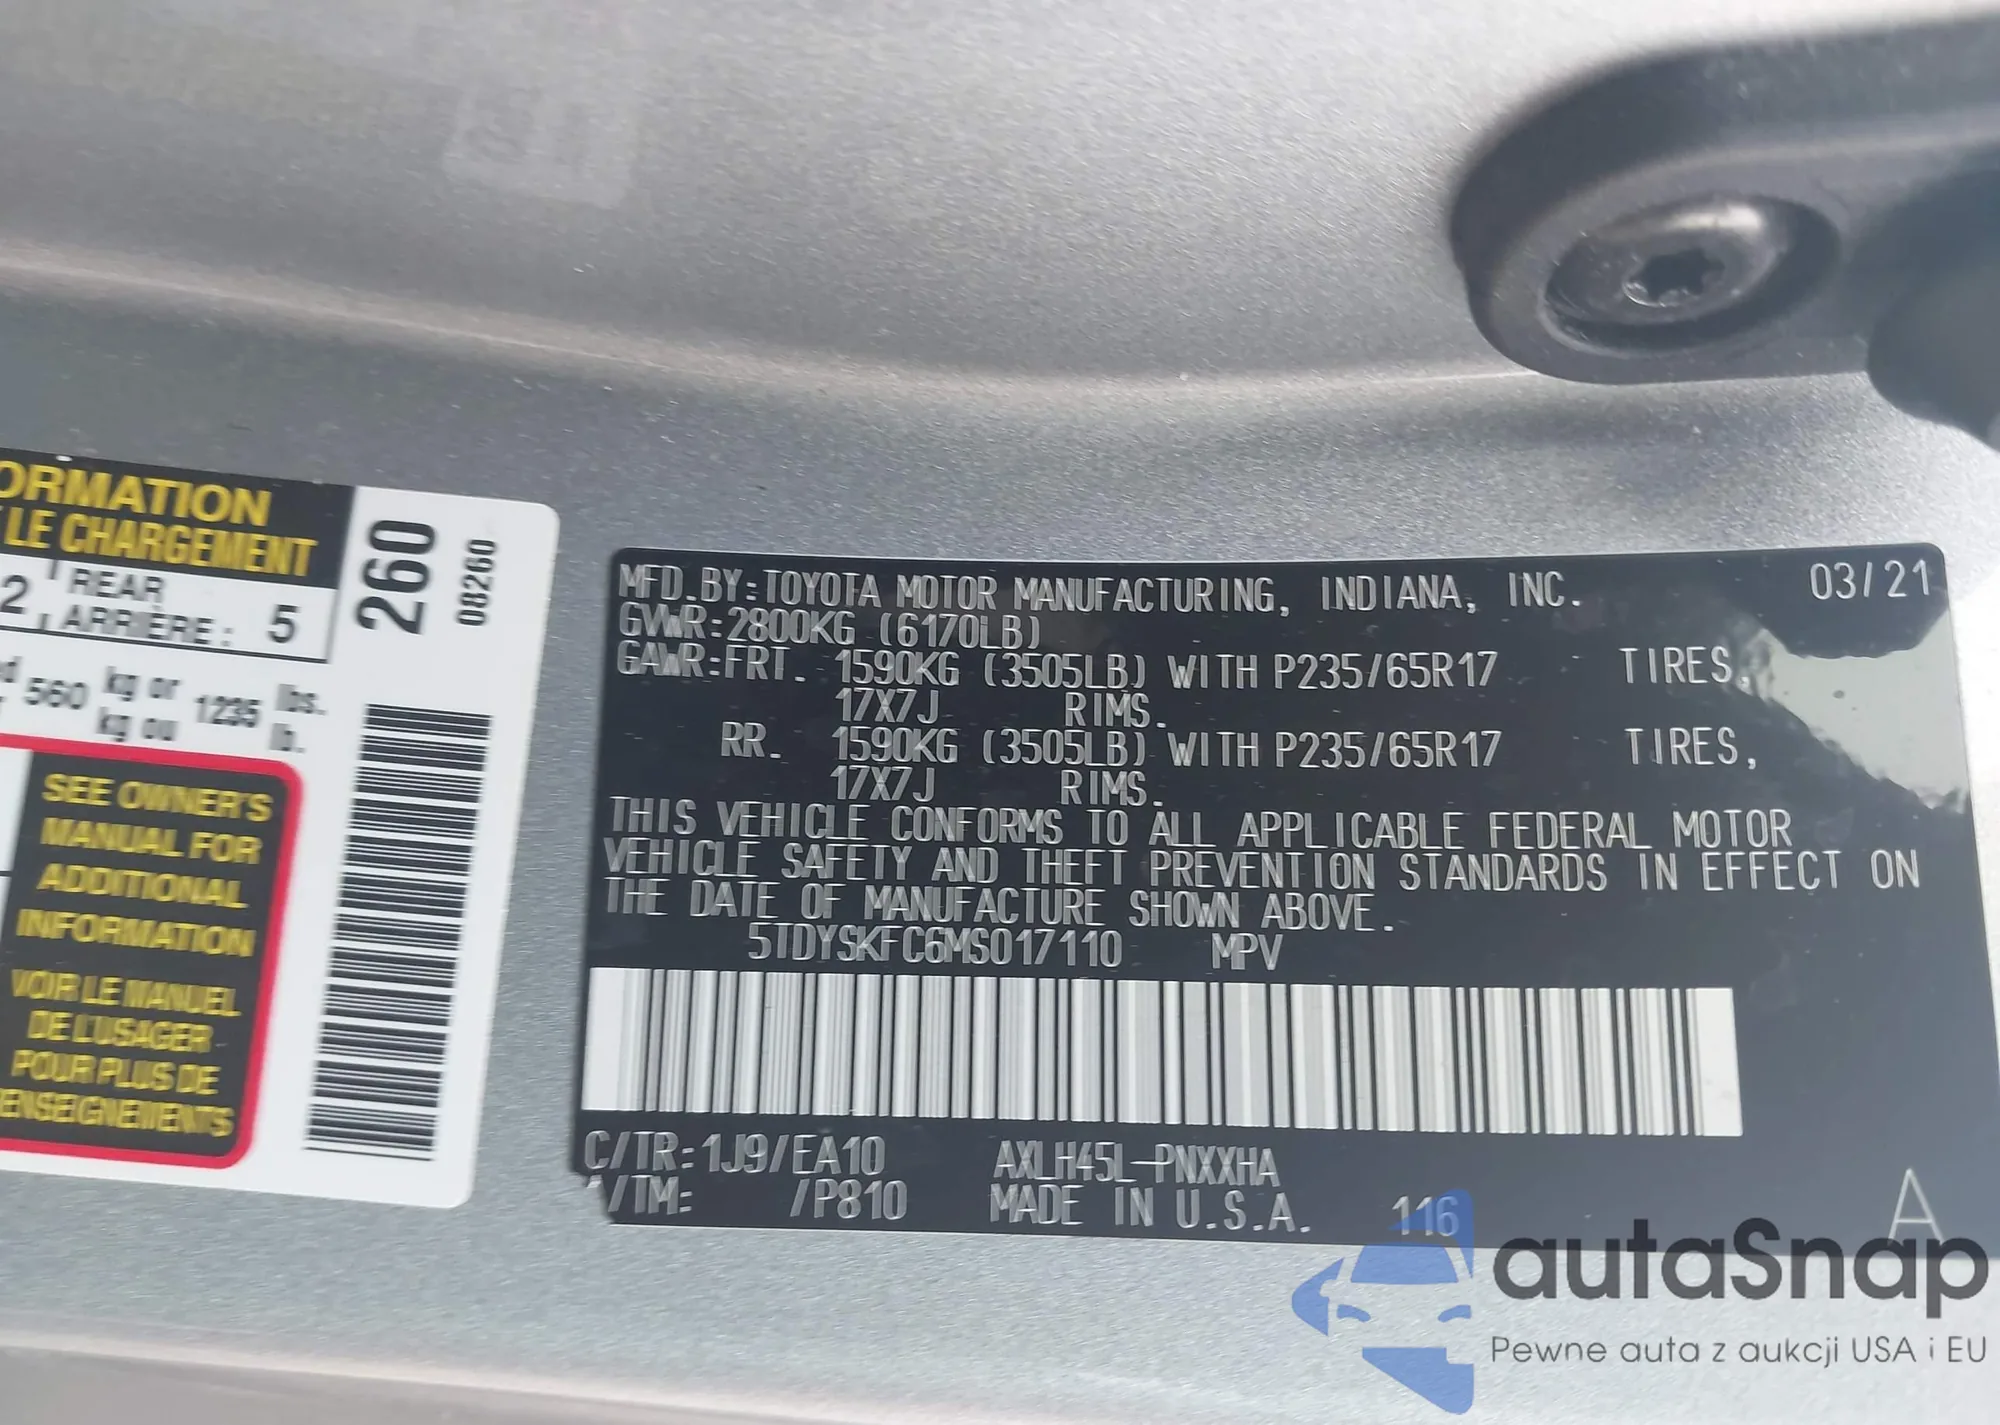 ORMATION
LE CHARGEMENT
2 REAR
ARRIÈRE : 5
560 kg or 1235 lbs.
kg ou lb.
SEE OWNER'S
MANUAL FOR
ADDITIONAL
INFORMATION
VOIR LE MANUEL
DE L'USAGER
POUR PLUS DE
RENSEIGNEMENTS
260
08260
MFD.BY:TOYOTA MOTOR MANUFACTURING, INDIANA, INC. 03/21
GVWR:2800KG (6170LB)
GAWR:FRT. 1590KG (3505LB) WITH P235/65R17 TIRES,
17X7J RIMS.
RR. 1590KG (3505LB) WITH P235/65R17 TIRES,
17X7J RIMS.
THIS VEHICLE CONFORMS TO ALL APPLICABLE FEDERAL MOTOR
VEHICLE SAFETY AND THEFT PREVENTION STANDARDS IN EFFECT ON
THE DATE OF MANUFACTURE SHOWN ABOVE.
5TDYSKFC6MS017110 MPV
C/TR:1J9/EA10 AXLH45L-PNXXHA
/TM: /P810 MADE IN U.S.A. 116 A
autaSnap
Pewne auta z aukcji USA i EU